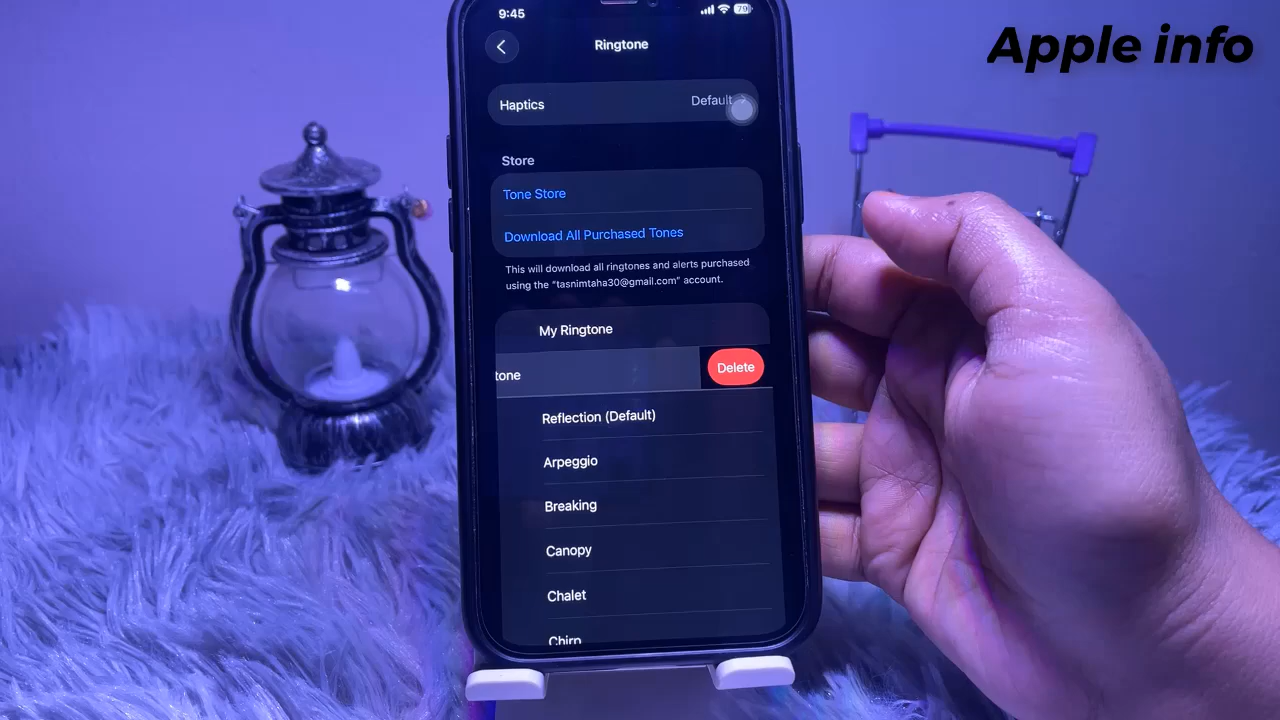 Apple info
9:45
79
Ringtone
Haptics
Default
Store
Tone Store
Download All Purchased Tones
This will download all ringtones and alerts purchased
using the “tasnimtaha30@gmail.com” account.
My Ringtone
tone
Delete
Reflection (Default)
Arpeggio
Breaking
Canopy
Chalet
Chirp